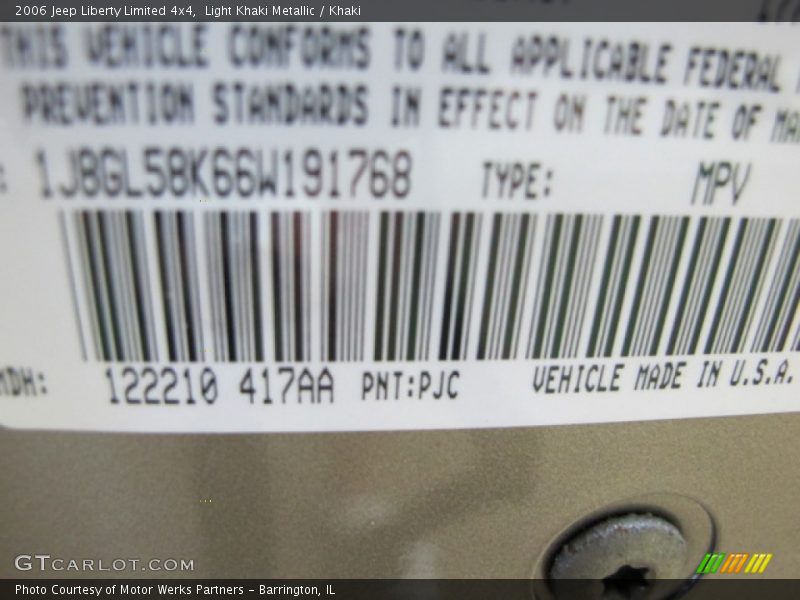 2006 Jeep Liberty Limited 4x4,  Light Khaki Metallic / Khaki
THIS VEHICLE CONFORMS TO ALL APPLICABLE FEDERAL
PREVENTION STANDARDS IN EFFECT ON THE DATE OF
: 1J8GL58K66W191768 TYPE: MPV
MDH: 122210 417AA PNT:PJC VEHICLE MADE IN U.S.A.
GTCARLOT.COM
Photo Courtesy of Motor Werks Partners - Barrington, IL